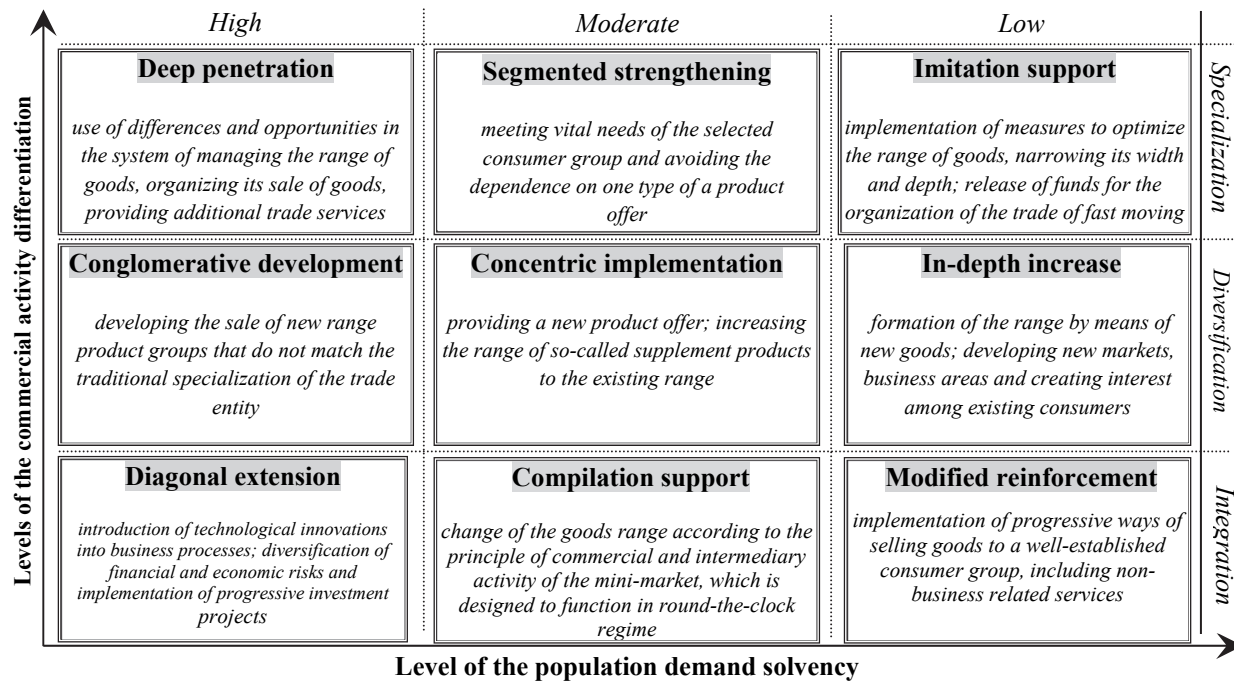 High
Moderate
Low
Levels of the commercial activity differentiation
Deep penetration
use of differences and opportunities in
the system of managing the range of
goods, organizing its sale of goods,
providing additional trade services
Segmented strengthening
meeting vital needs of the selected
consumer group and avoiding the
dependence on one type of a product
offer
Imitation support
implementation of measures to optimize
the range of goods, narrowing its width
and depth; release of funds for the
organization of the trade of fast moving
Specialization
Conglomerative development
developing the sale of new range
product groups that do not match the
traditional specialization of the trade
entity
Concentric implementation
providing a new product offer; increasing
the range of so-called supplement products
to the existing range
In-depth increase
formation of the range by means of
new goods; developing new markets,
business areas and creating interest
among existing consumers
Diversification
Diagonal extension
introduction of technological innovations
into business processes; diversification of
financial and economic risks and
implementation of progressive investment
projects
Compilation support
change of the goods range according to the
principle of commercial and intermediary
activity of the mini-market, which is
designed to function in round-the-clock
regime
Modified reinforcement
implementation of progressive ways of
selling goods to a well-established
consumer group, including non-
business related services
Integration
Level of the population demand solvency